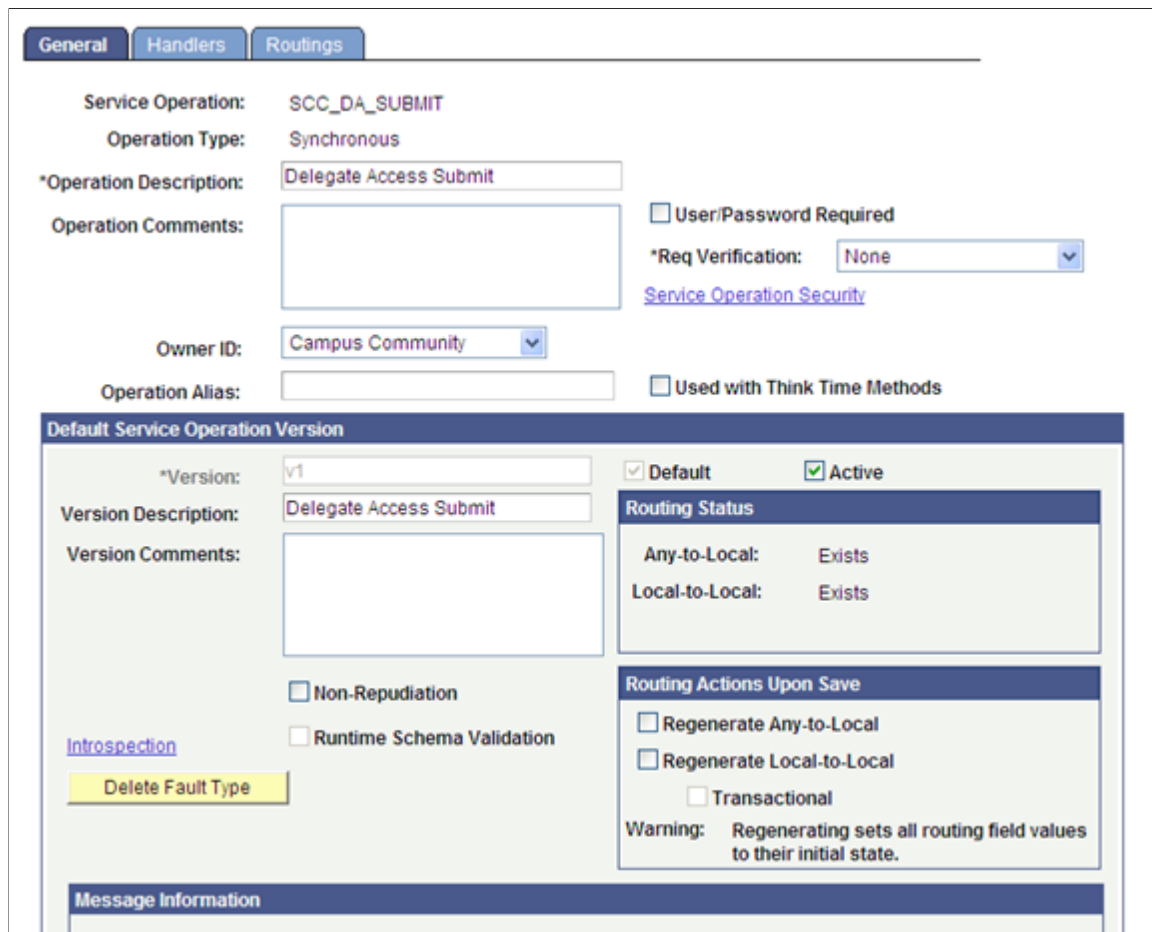 General Handlers Routings
Service Operation: SCC_DA_SUBMIT
Operation Type: Synchronous
*Operation Description: Delegate Access Submit
Operation Comments:
User/Password Required
*Req Verification: None
Service Operation Security
Owner ID: Campus Community
Operation Alias:
Used with Think Time Methods
Default Service Operation Version
*Version: v1
Default Active
Version Description: Delegate Access Submit
Version Comments:
Routing Status
Any-to-Local: Exists
Local-to-Local: Exists
Non-Repudiation
Runtime Schema Validation
Introspection
Delete Fault Type
Routing Actions Upon Save
Regenerate Any-to-Local
Regenerate Local-to-Local
Transactional
Warning: Regenerating sets all routing field values
to their initial state.
Message Information